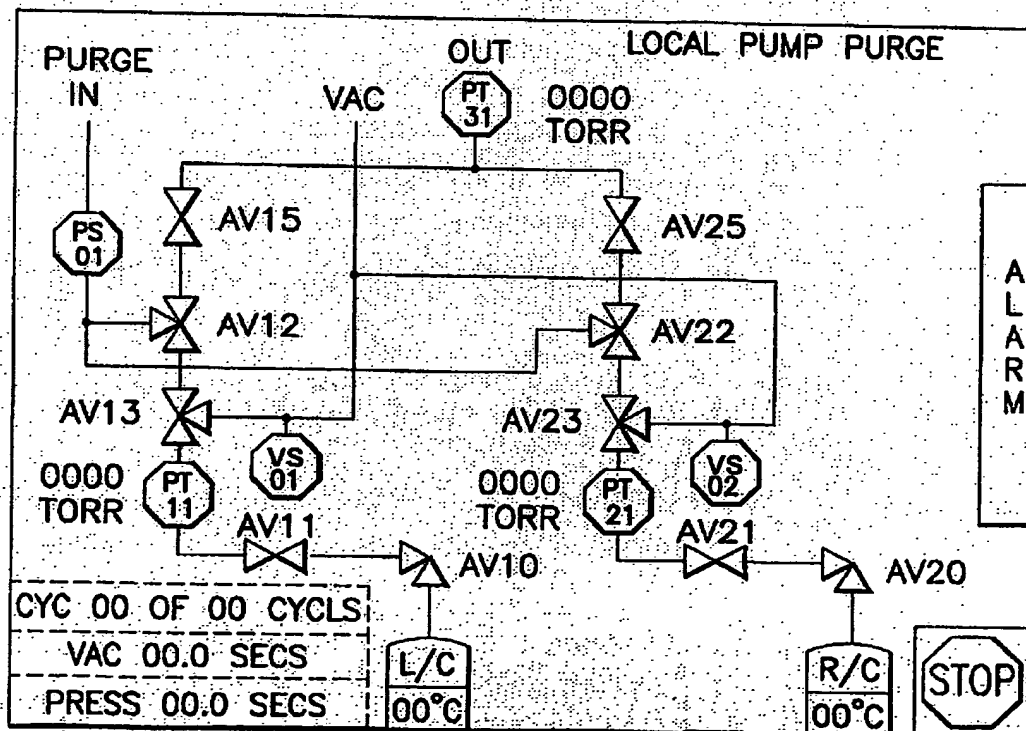 LOCAL PUMP PURGE
PURGE
IN
VAC
OUT
PT
31
0000
TORR
PS
01
AV15
AV25
AV12
AV22
AV13
AV23
VS
01
VS
02
0000
TORR
PT
11
0000
TORR
PT
21
AV11
AV10
AV21
AV20
CYC 00 OF 00 CYCLS
VAC 00.0 SECS
PRESS 00.0 SECS
L/C
00°C
R/C
00°C
A
L
A
R
M
STOP